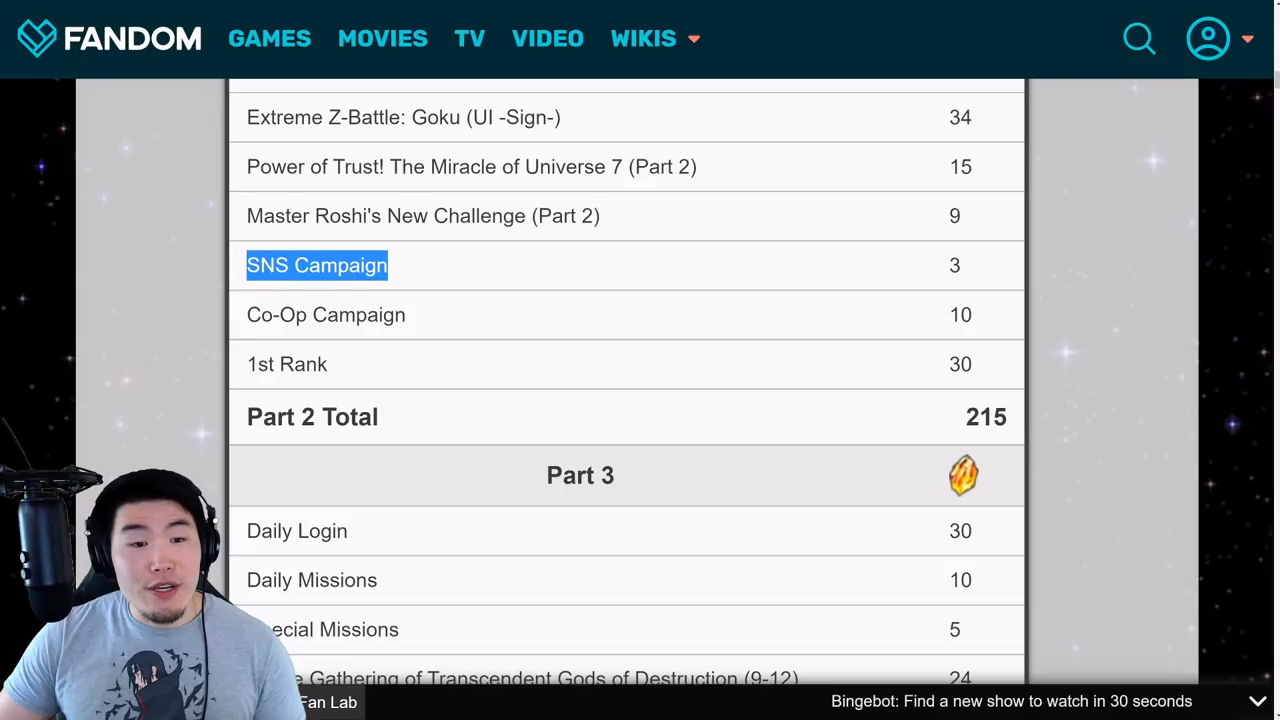 FANDOM GAMES MOVIES TV VIDEO WIKIS
Extreme Z-Battle: Goku (UI -Sign-) 34
Power of Trust! The Miracle of Universe 7 (Part 2) 15
Master Roshi's New Challenge (Part 2) 9
SNS Campaign 3
Co-Op Campaign 10
1st Rank 30
Part 2 Total 215
Part 3
Daily Login 30
Daily Missions 10
ecial Missions 5
Gathering of Transcendent Gods of Destruction (9-12) 24
Fan Lab Bingebot: Find a new show to watch in 30 seconds